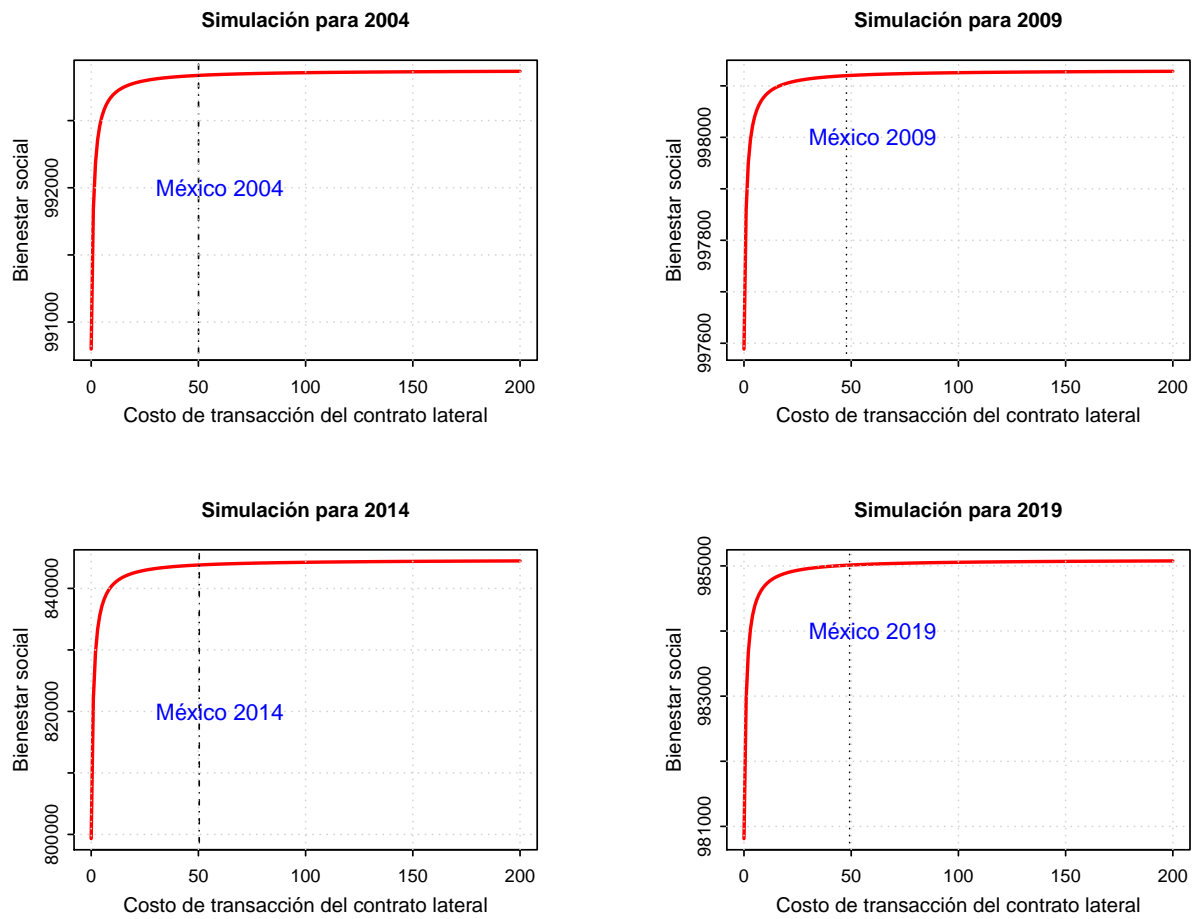 Simulación para 2004
Bienestar social
991000
992000
México 2004
0 50 100 150 200
Costo de transacción del contrato lateral
Simulación para 2009
Bienestar social
997600
997800
998000
México 2009
0 50 100 150 200
Costo de transacción del contrato lateral
Simulación para 2014
Bienestar social
800000
820000
840000
México 2014
0 50 100 150 200
Costo de transacción del contrato lateral
Simulación para 2019
Bienestar social
981000
983000
985000
México 2019
0 50 100 150 200
Costo de transacción del contrato lateral